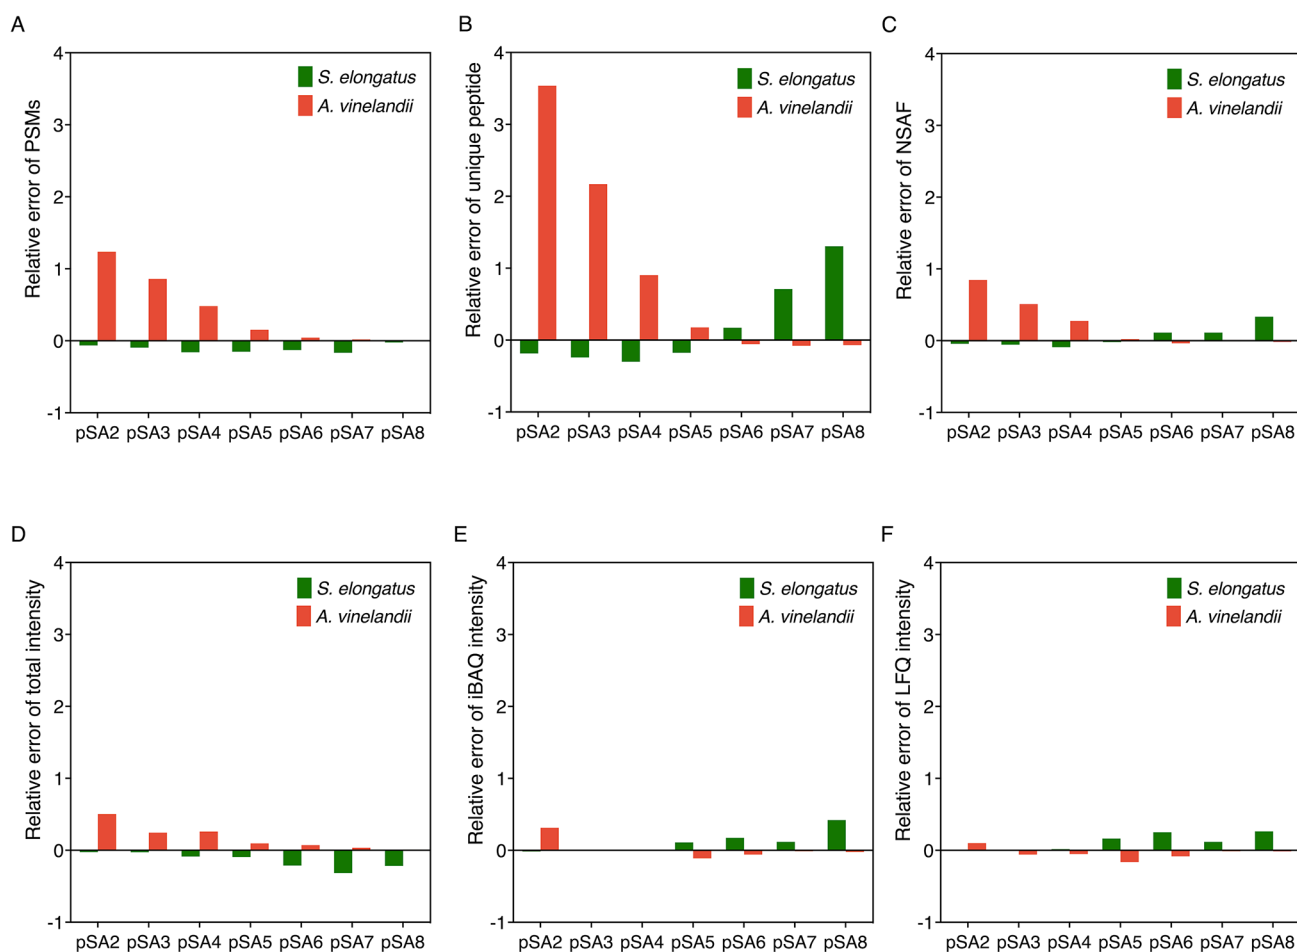 A
Relative error of PSMs
4
3
2
1
0
-1
S. elongatus
A. vinelandii
pSA2 pSA3 pSA4 pSA5 pSA6 pSA7 pSA8
B
Relative error of unique peptide
4
3
2
1
0
-1
S. elongatus
A. vinelandii
pSA2 pSA3 pSA4 pSA5 pSA6 pSA7 pSA8
C
Relative error of NSAF
4
3
2
1
0
-1
S. elongatus
A. vinelandii
pSA2 pSA3 pSA4 pSA5 pSA6 pSA7 pSA8
D
Relative error of total intensity
4
3
2
1
0
-1
S. elongatus
A. vinelandii
pSA2 pSA3 pSA4 pSA5 pSA6 pSA7 pSA8
E
Relative error of iBAQ intensity
4
3
2
1
0
-1
S. elongatus
A. vinelandii
pSA2 pSA3 pSA4 pSA5 pSA6 pSA7 pSA8
F
Relative error of LFQ intensity
4
3
2
1
0
-1
S. elongatus
A. vinelandii
pSA2 pSA3 pSA4 pSA5 pSA6 pSA7 pSA8